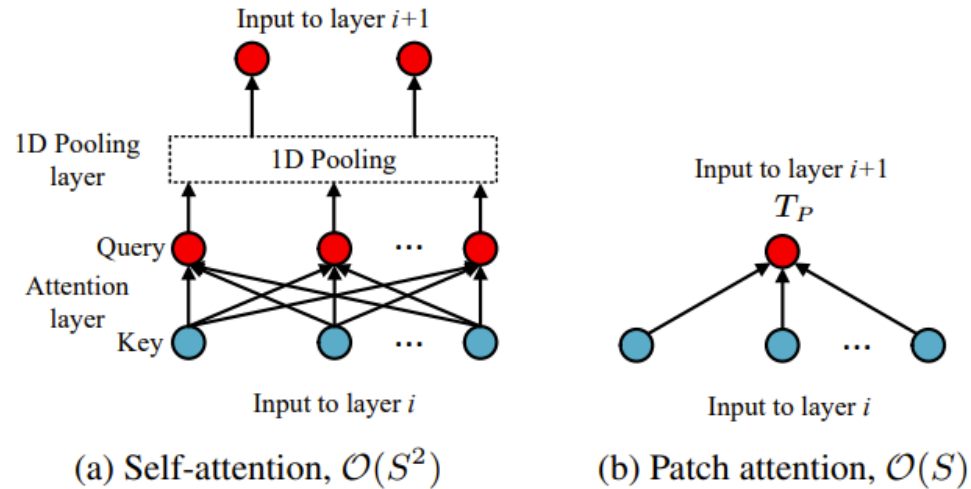 Input to layer i+1
1D Pooling
layer
1D Pooling
Query
...
Attention
layer
Key
...
Input to layer i
(a) Self-attention, O(S²)
Input to layer i+1
T_P
...
Input to layer i
(b) Patch attention, O(S)